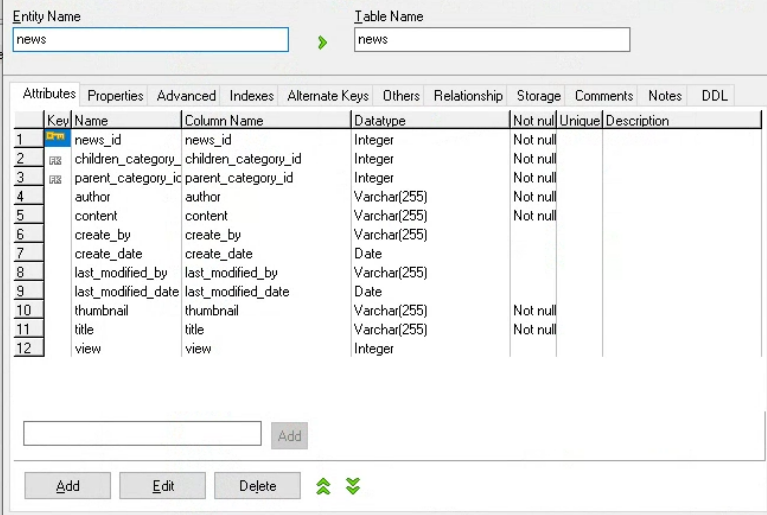 Entity Name Table Name
news news
Attributes Properties Advanced Indexes Alternate Keys Others Relationship Storage Comments Notes DDL
Key Name Column Name Datatype Not nul Unique Description
1 news_id news_id Integer Not null
2 FK children_category_ children_category_id Integer Not null
3 FK parent_category_ic parent_category_id Integer Not null
4 author author Varchar(255) Not null
5 content content Varchar(255) Not null
6 create_by create_by Varchar(255)
7 create_date create_date Date
8 last_modified_by last_modified_by Varchar(255)
9 last_modified_date last_modified_date Date
10 thumbnail thumbnail Varchar(255) Not null
11 title title Varchar(255) Not null
12 view view Integer
Add
Add Edit Delete